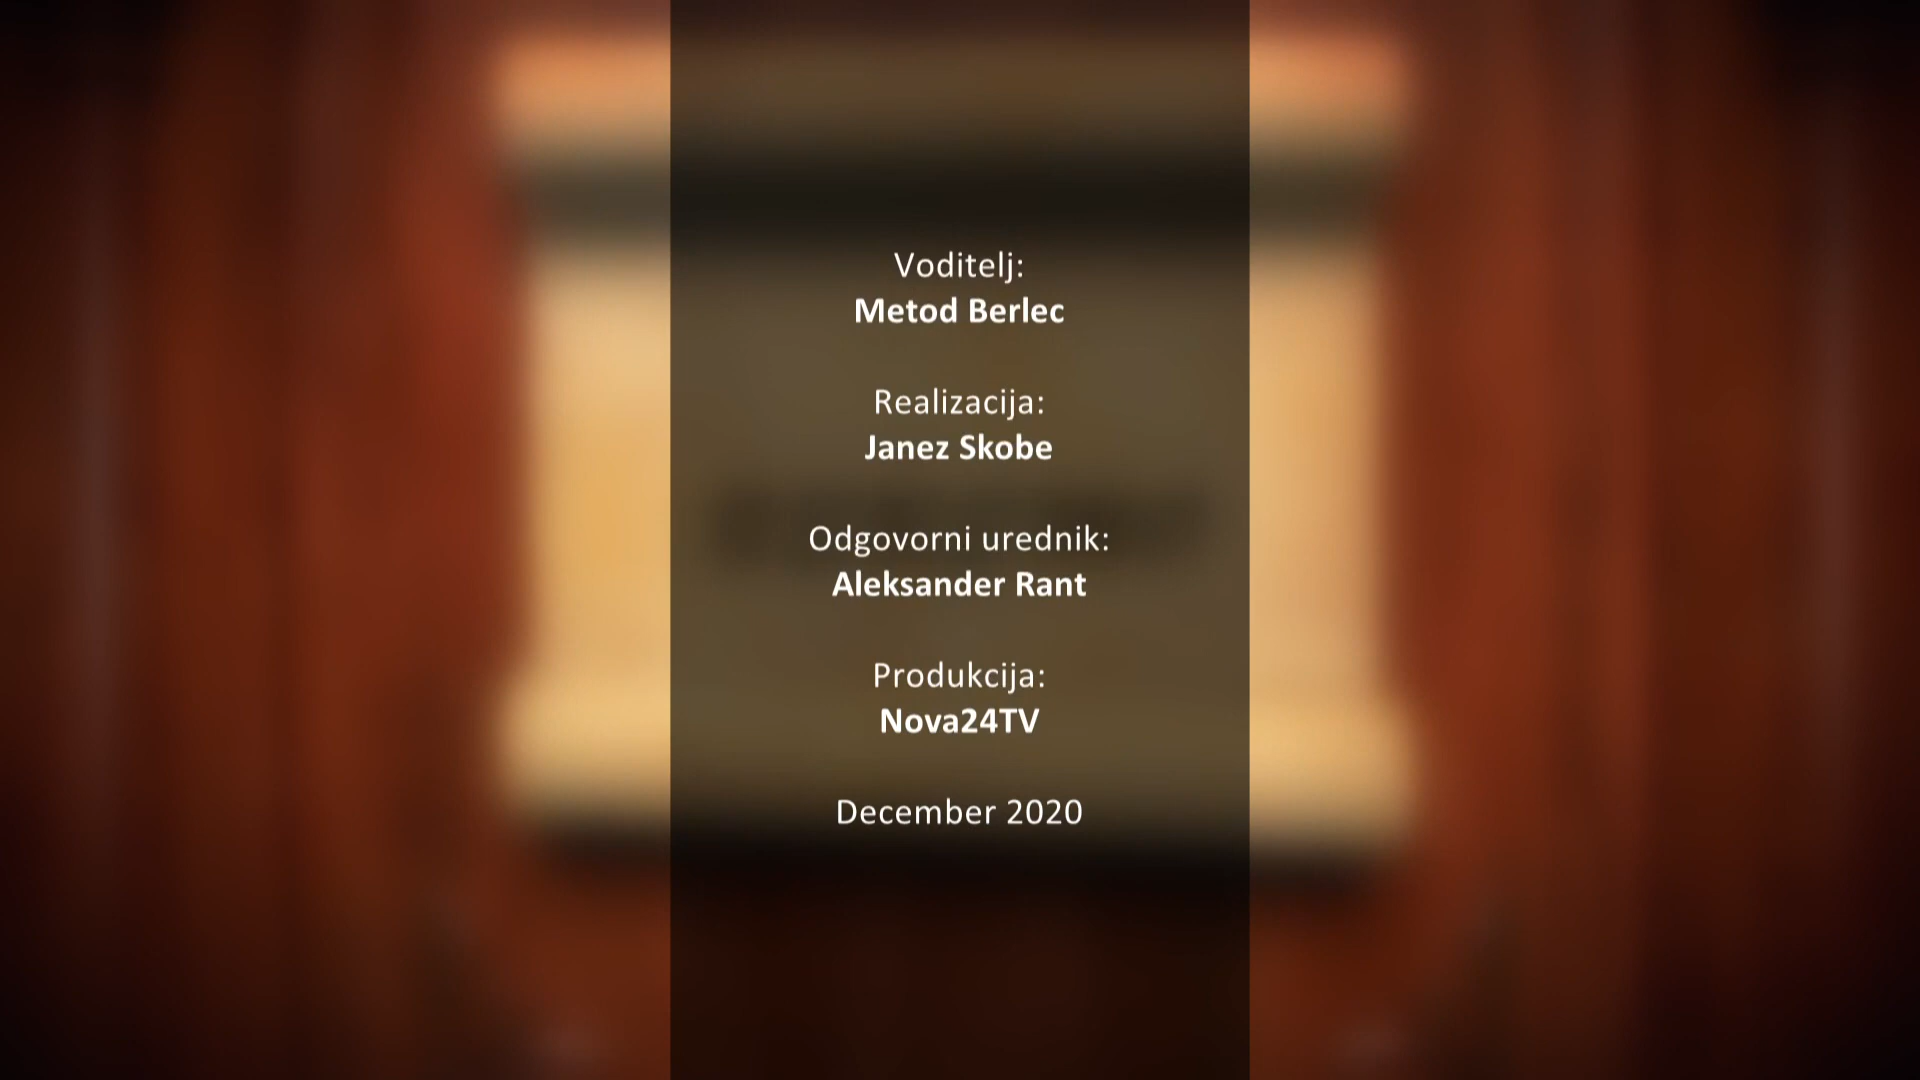 Voditelj:
Metod Berlec
Realizacija:
Janez Skobe
Odgovorni urednik:
Aleksander Rant
Produkcija:
Nova24TV
December 2020